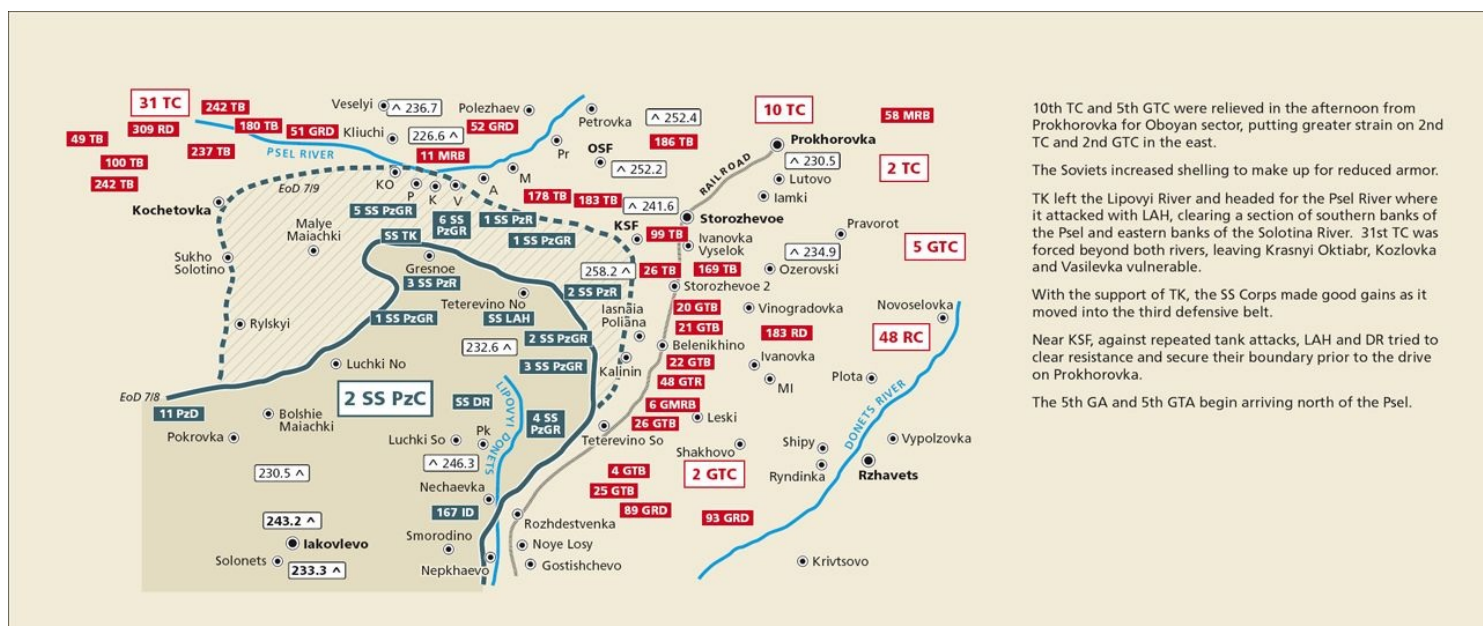 31 TC
242 TB
Veselyi
^ 236.7
Polezhaev
Petrovka
^ 252.4
10 TC
58 MRB
49 TB
309 RD
180 TB
51 GRD
Kliuchi
226.6 ^
52 GRD
186 TB
Prokhorovka
100 TB
237 TB
PSEL RIVER
11 MRB
Pr
OSF
^ 252.2
RAILROAD
^ 230.5
2 TC
242 TB
EoD 7/9
KO
P
K
V
A
M
178 TB
183 TB
Lutovo
Iamki
Kochetovka
5 SS PzGR
6 SS
PzGR
1 SS PzR
^ 241.6
Storozhevoe
Pravorot
Malye
Maiachki
SS TK
1 SS PzGR
KSF
99 TB
Ivanovka
Vyselok
^ 234.9
5 GTC
Sukho
Solotino
Gresnoe
3 SS PzR
258.2 ^
26 TB
169 TB
Ozerovski
Teterevino No
2 SS PzR
Storozhevoe 2
Rylskyi
1 SS PzGR
SS LAH
Iasnaia
Poliana
20 GTB
Vinogradovka
Novoselovka
21 GTB
183 RD
48 RC
2 SS PzGR
232.6 ^
Belenikhino
Luchki No
3 SS PzGR
Kalinin
22 GTB
Ivanovka
48 GTR
MI
Plota
EoD 7/8
11 PzD
2 SS PzC
SS DR
LIPOVYI DONETS
6 GMRB
Leski
DONETS RIVER
Bolshie
Maiachki
4 SS
PzGR
26 GTB
Pokrovka
Luchki So
Pk
Teterevino So
Shakhovo
Shipy
Vypolzovka
230.5 ^
^ 246.3
4 GTB
2 GTC
Ryndinka
Rzhavets
Nechaevka
25 GTB
167 ID
89 GRD
93 GRD
243.2 ^
Rozhdestvenka
Iakovlevo
Smorodino
Noye Losy
Solonets
233.3 ^
Nepkhaevo
Gostishchevo
Krivtsovo
10th TC and 5th GTC were relieved in the afternoon from
Prokhorovka for Oboyan sector, putting greater strain on 2nd
TC and 2nd GTC in the east.
The Soviets increased shelling to make up for reduced armor.
TK left the Lipovyi River and headed for the Psel River where
it attacked with LAH, clearing a section of southern banks of
the Psel and eastern banks of the Solotina River.  31st TC was
forced beyond both rivers, leaving Krasnyi Oktiabr, Kozlovka
and Vasilevka vulnerable.
With the support of TK, the SS Corps made good gains as it
moved into the third defensive belt.
Near KSF, against repeated tank attacks, LAH and DR tried to
clear resistance and secure their boundary prior to the drive
on Prokhorovka.
The 5th GA and 5th GTA begin arriving north of the Psel.